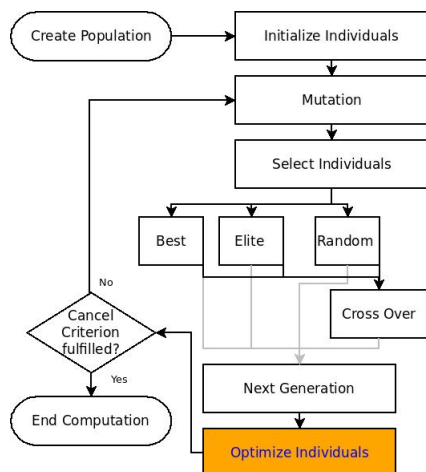 Create Population
Initialize Individuals
Mutation
Select Individuals
Best
Elite
Random
No
Cross Over
Cancel
Criterion
fulfilled?
Yes
Next Generation
End Computation
Optimize Individuals